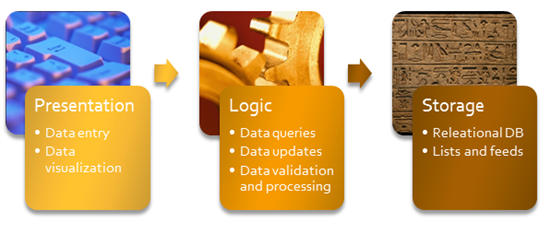 Presentation
• Data entry
• Data
visualization
Logic
• Data queries
• Data updates
• Data validation
and processing
Storage
• Releational DB
• Lists and feeds